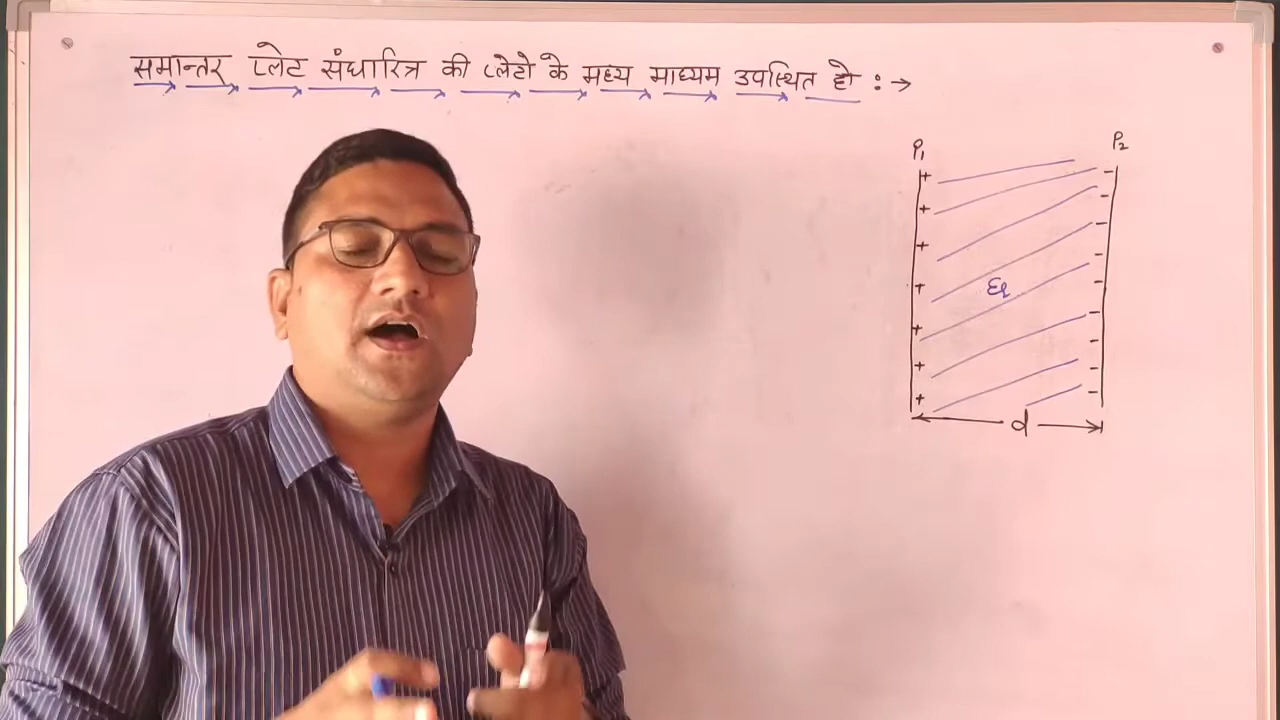 समान्तर प्लेट संधारित्र की प्लेटो के मध्य माध्यम उपस्थित हो :→
P₁ P₂
+ -
+ -
+ -
+ -
+ -
+ -
+ -
-
-
εr
d